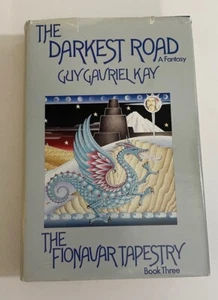 THE
DARKEST ROAD
A Fantasy
GUY GAVRIEL KAY
THE
FIONAVAR TAPESTRY
Book Three